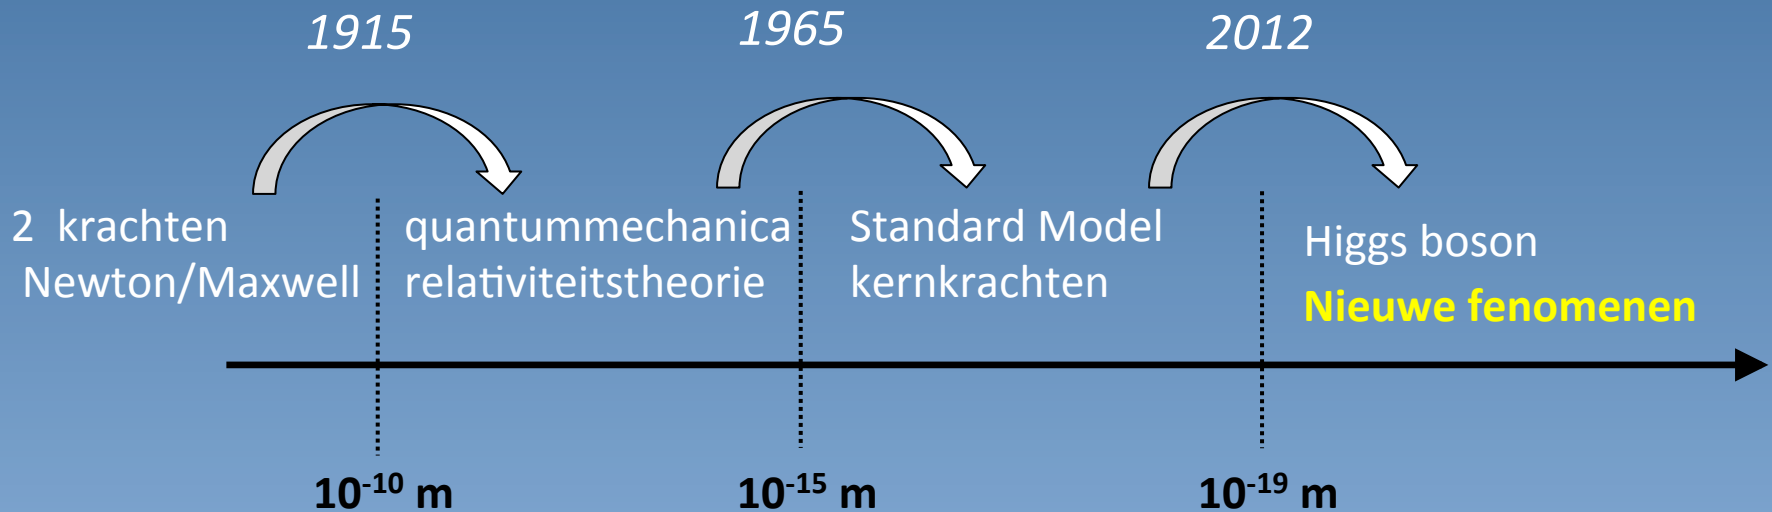 1915
1965
2012
2 krachten
Newton/Maxwell
quantummechanica
relativiteitstheorie
Standard Model
kernkrachten
Higgs boson
Nieuwe fenomenen
10⁻¹⁰ m
10⁻¹⁵ m
10⁻¹⁹ m